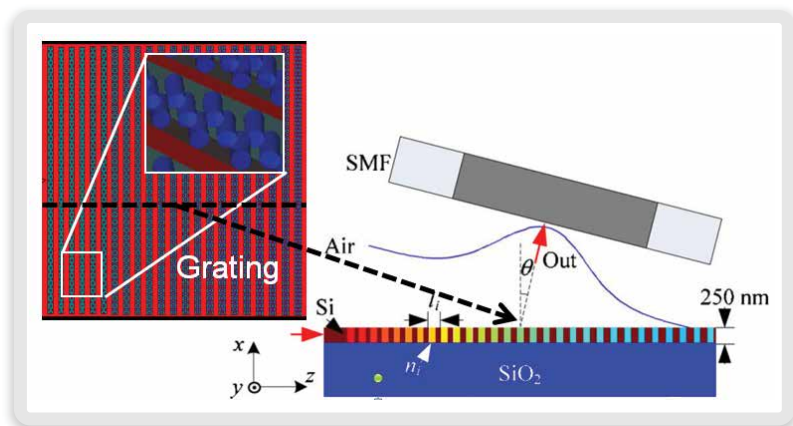 SMF
Air
Grating
Out
θ
l_i
250 nm
Si
x
n_i
SiO₂
y
z